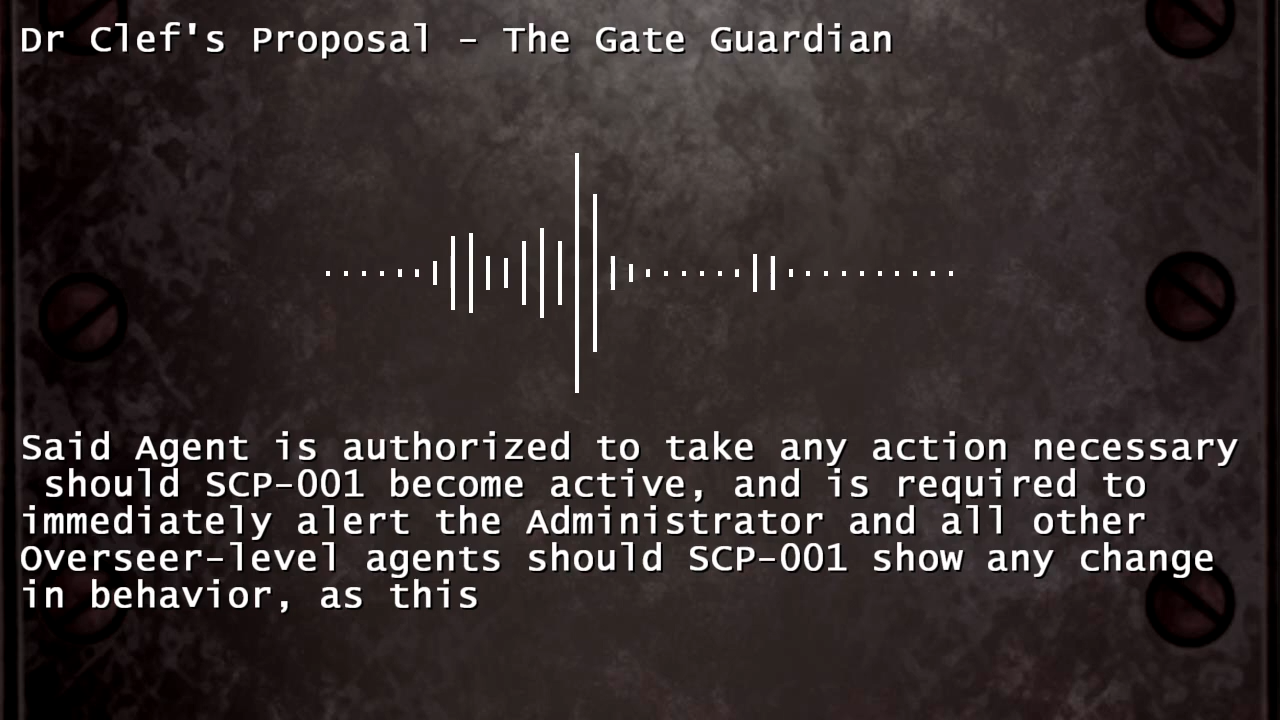 Dr Clef's Proposal - The Gate Guardian
Said Agent is authorized to take any action necessary
should SCP-001 become active, and is required to
immediately alert the Administrator and all other
Overseer-level agents should SCP-001 show any change
in behavior, as this